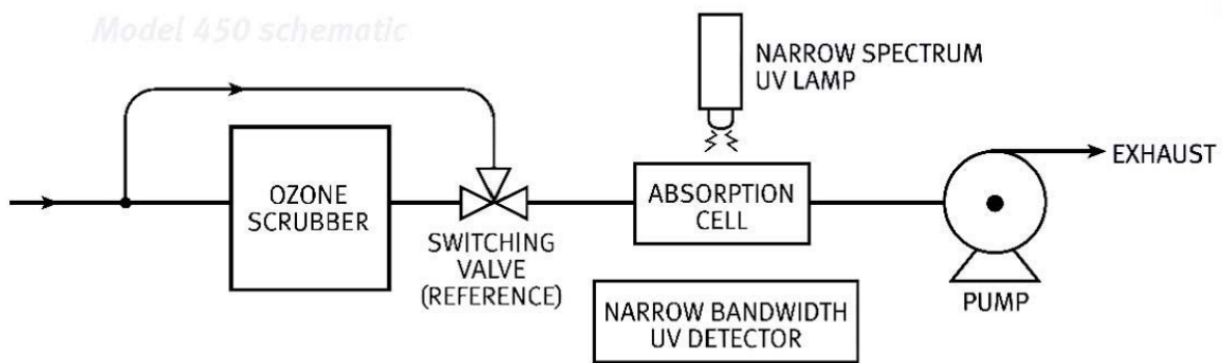 Model 450 schematic
NARROW SPECTRUM
UV LAMP
EXHAUST
OZONE
SCRUBBER
ABSORPTION
CELL
SWITCHING
VALVE
(REFERENCE)
NARROW BANDWIDTH
UV DETECTOR
PUMP